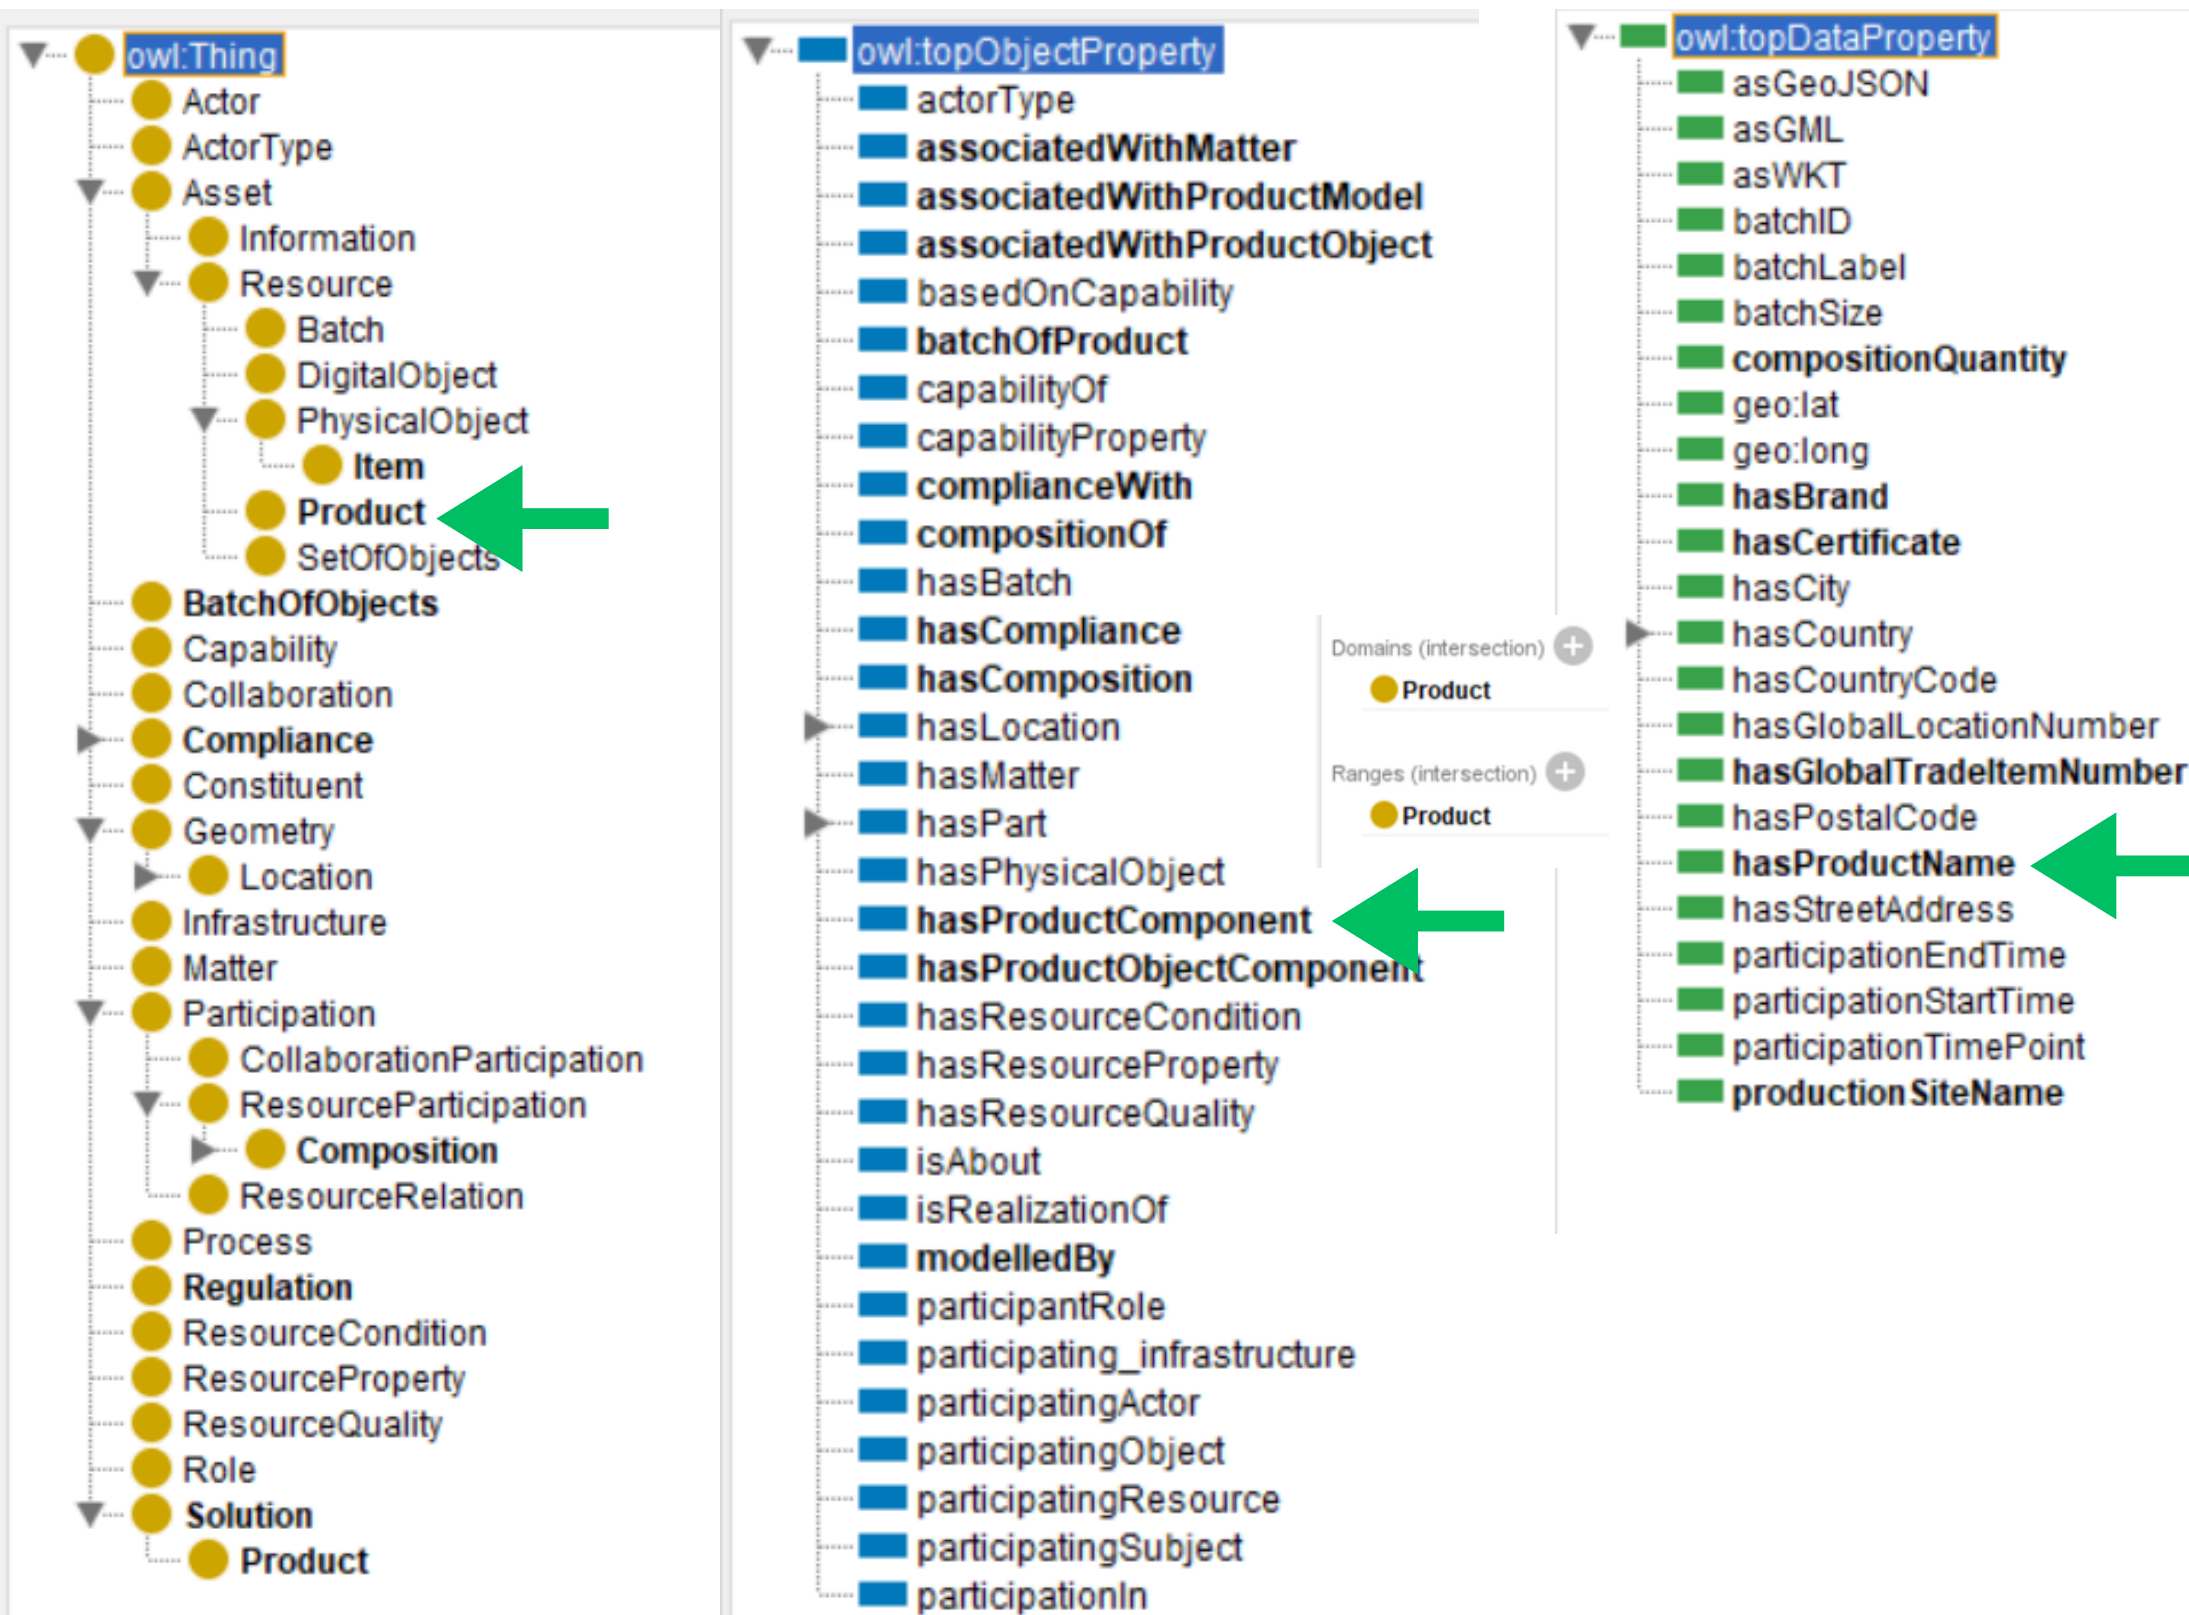 owl:Thing
Actor
ActorType
Asset
Information
Resource
Batch
DigitalObject
PhysicalObject
Item
Product
SetOfObjects
BatchOfObjects
Capability
Collaboration
Compliance
Constituent
Geometry
Location
Infrastructure
Matter
Participation
CollaborationParticipation
ResourceParticipation
Composition
ResourceRelation
Process
Regulation
ResourceCondition
ResourceProperty
ResourceQuality
Role
Solution
Product
owl:topObjectProperty
actorType
associatedWithMatter
associatedWithProductModel
associatedWithProductObject
basedOnCapability
batchOfProduct
capabilityOf
capabilityProperty
complianceWith
compositionOf
hasBatch
hasCompliance
hasComposition
hasLocation
hasMatter
hasPart
hasPhysicalObject
hasProductComponent
hasProductObjectComponent
hasResourceCondition
hasResourceProperty
hasResourceQuality
isAbout
isRealizationOf
modelledBy
participantRole
participating_infrastructure
participatingActor
participatingObject
participatingResource
participatingSubject
participationIn
Domains (intersection)
Product
Ranges (intersection)
Product
owl:topDataProperty
asGeoJSON
asGML
asWKT
batchID
batchLabel
batchSize
compositionQuantity
geo:lat
geo:long
hasBrand
hasCertificate
hasCity
hasCountry
hasCountryCode
hasGlobalLocationNumber
hasGlobalTradeItemNumber
hasPostalCode
hasProductName
hasStreetAddress
participationEndTime
participationStartTime
participationTimePoint
productionSiteName